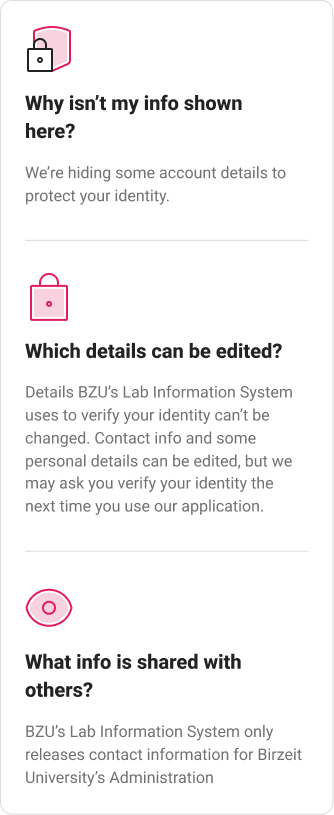 Why isn’t my info shown
here?
We’re hiding some account details to
protect your identity.
Which details can be edited?
Details BZU’s Lab Information System
uses to verify your identity can’t be
changed. Contact info and some
personal details can be edited, but we
may ask you verify your identity the
next time you use our application.
What info is shared with
others?
BZU’s Lab Information System only
releases contact information for Birzeit
University’s Administration